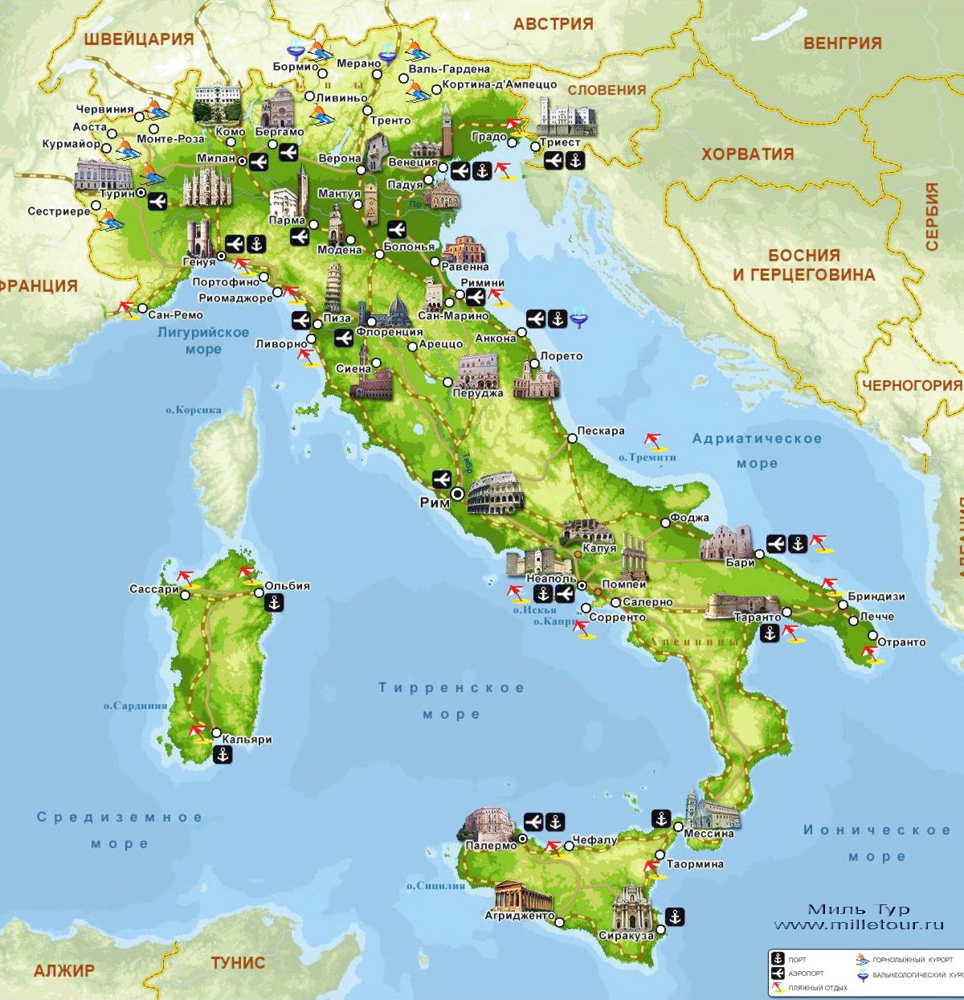 ШВЕЙЦАРИЯ
АВСТРИЯ
ВЕНГРИЯ
Бормио
Мерано
Валь-Гардена
Кортина-д'Ампеццо
СЛОВЕНИЯ
Альпы
Ливиньо
Червиния
Тренто
Аоста
Монте-Роза
Комо
Бергамо
Градо
Триест
Курмайор
ХОРВАТИЯ
Милан
Верона
Венеция
Падуя
Турин
Мантуя
По
СЕРБИЯ
Сестриере
Парма
Модена
Болонья
БОСНИЯ
И ГЕРЦЕГОВИНА
Генуя
Равенна
Портофино
Римини
ФРАНЦИЯ
Риомаджоре
Сан-Ремо
Сан-Марино
Пиза
Лигурийское
море
Флоренция
Анкона
Ливорно
Ареццо
Лорето
Сиена
Перуджа
ЧЕРНОГОРИЯ
о.Корсика
Пескара
Адриатическое
море
о.Тремити
Тибр
Рим
Фоджа
АЛБАНИЯ
Капуя
Бари
Неаполь
Помпеи
Сассари
Ольбия
Салерно
Бриндизи
о.Искья
о.Капри
Сорренто
Таранто
Лечче
Апеннины
Отранто
Тирренское
море
о.Сардиния
Кальяри
Средиземное
море
Ионическое
море
Мессина
Палермо
Чефалу
Таормина
о.Сицилия
Агридженто
Сиракуза
Миль Тур
www.milletour.ru
АЛЖИР
ТУНИС
ПОРТ
ГОРНОЛЫЖНЫЙ КУРОРТ
АЭРОПОРТ
БАЛЬНЕОЛОГИЧЕСКИЙ КУРО
ПЛЯЖНЫЙ ОТДЫХ